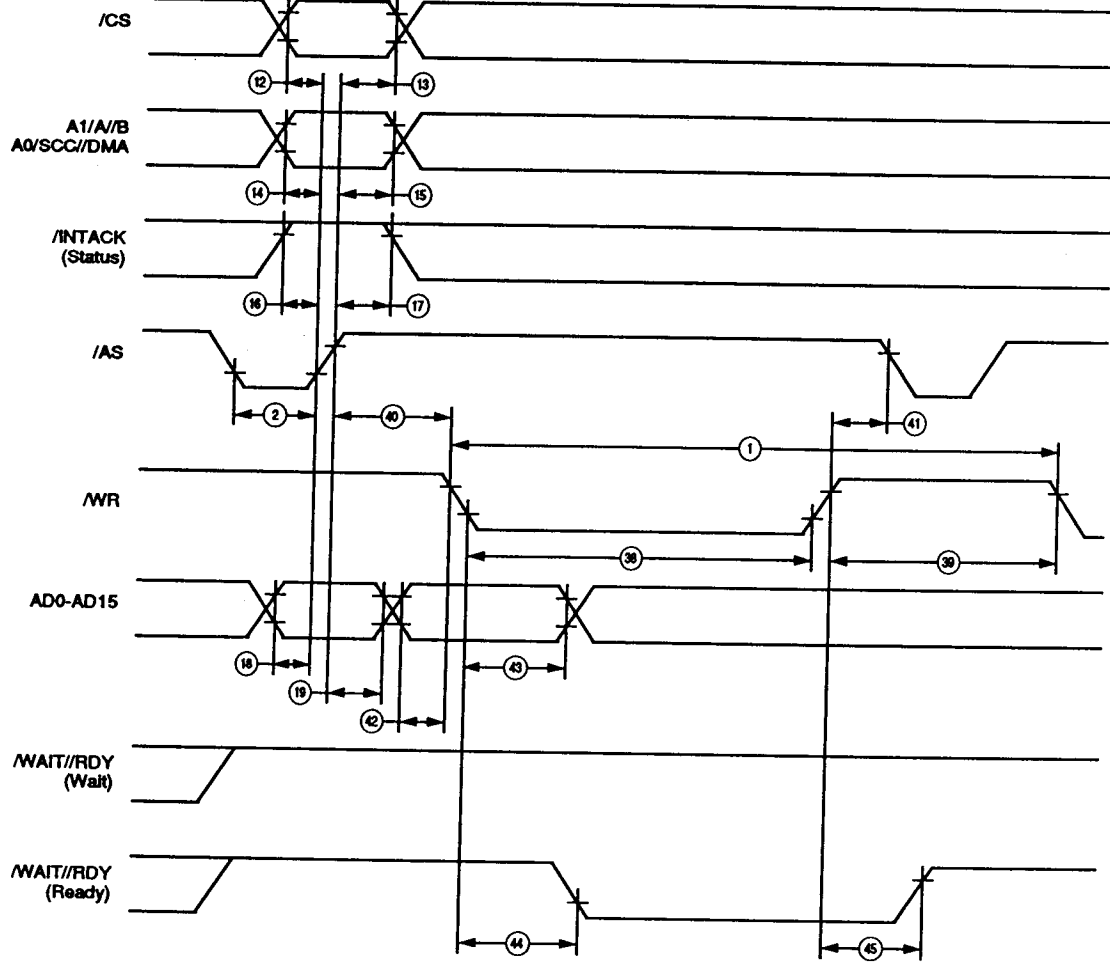 /CS
12
13
A1/A//B
A0/SCC//DMA
14
15
/INTACK
(Status)
16
17
/AS
2
40
41
1
/WR
38
39
AD0-AD15
18
43
19
42
/WAIT//RDY
(Wait)
/WAIT//RDY
(Ready)
44
45